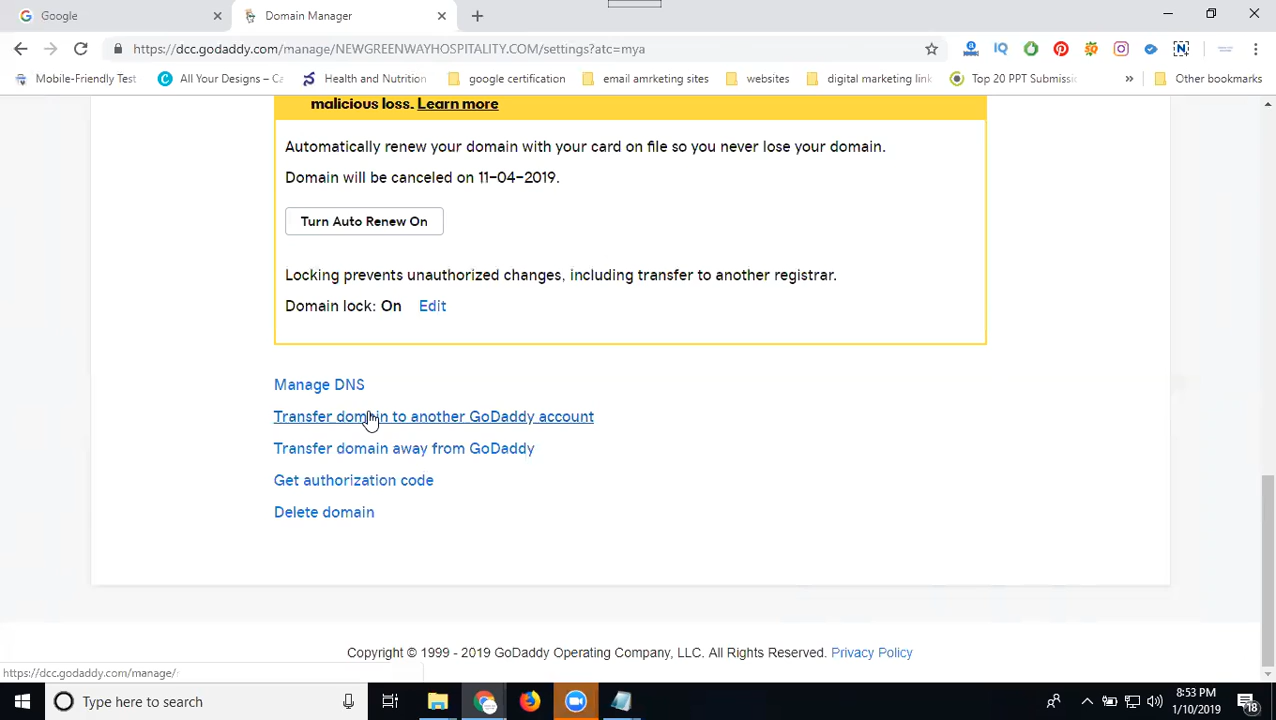 Google
Domain Manager
https://dcc.godaddy.com/manage/NEWGREENWAYHOSPITALITY.COM/settings?atc=mya
Mobile-Friendly Test
All Your Designs – Ca
Health and Nutrition
google certification
email amrketing sites
websites
digital marketing link
Top 20 PPT Submissi
»
Other bookmarks
malicious loss. Learn more
Automatically renew your domain with your card on file so you never lose your domain.
Domain will be canceled on 11-04-2019.
Turn Auto Renew On
Locking prevents unauthorized changes, including transfer to another registrar.
Domain lock: On Edit
Manage DNS
Transfer domain to another GoDaddy account
Transfer domain away from GoDaddy
Get authorization code
Delete domain
Copyright © 1999 - 2019 GoDaddy Operating Company, LLC. All Rights Reserved. Privacy Policy
https://dcc.godaddy.com/manage/
Type here to search
8:53 PM
1/10/2019
18